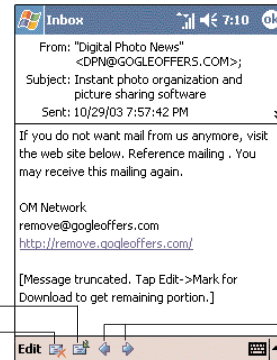 Inbox 7:10 ok
From: "Digital Photo News"
<DPN@GOGLEOFFERS.COM>;
Subject: Instant photo organization and
picture sharing software
Sent: 10/29/03 7:57:42 PM
If you do not want mail from us anymore, visit
the web site below. Reference mailing . You
may receive this mailing again.
OM Network
remove@gogleoffers.com
http://remove.gogleoffers.com/
[Message truncated. Tap Edit->Mark for
Download to get remaining portion.]
Edit